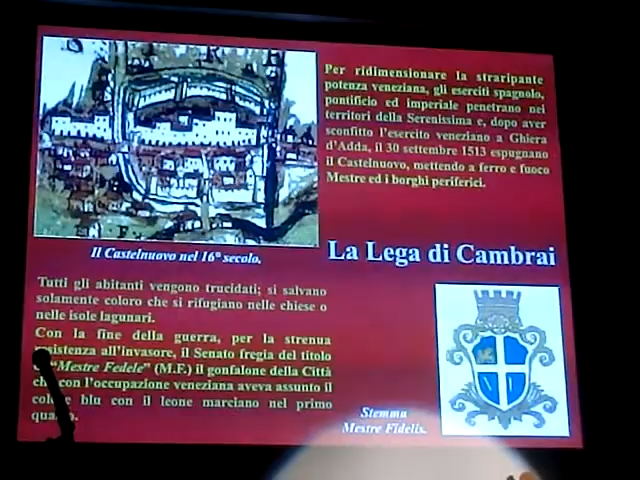 Per ridimensionare la straripante
potenza veneziana, gli eserciti spagnolo,
pontificio ed imperiale penetrano nei
territori della Serenissima e, dopo aver
sconfitto l'esercito veneziano a Ghiera
d'Adda, il 30 settembre 1513 espugnano
il Castelnuovo, mettendo a ferro e fuoco
Mestre ed i borghi periferici.
Il Castelnuovo nel 16° secolo.
La Lega di Cambrai
Tutti gli abitanti vengono trucidati; si salvano
solamente coloro che si rifugiano nelle chiese o
nelle isole lagunari.
Con la fine della guerra, per la strenua
resistenza all'invasore, il Senato fregia del titolo
"Mestre Fedele" (M.F.) il gonfalone della Città
che con l'occupazione veneziana aveva assunto il
colore blu con il leone marciano nel primo
Stemma
Mestre Fidelis.